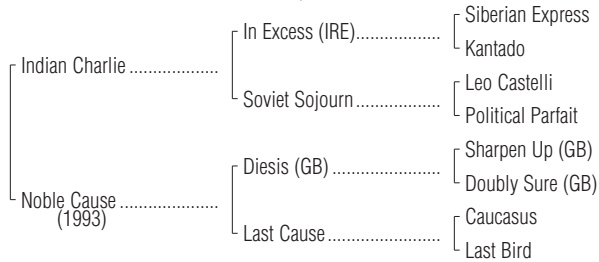 Siberian Express
In Excess (IRE)..................
Kantado
Indian Charlie ...................
Leo Castelli
Soviet Sojourn..................
Political Parfait
Sharpen Up (GB)
Diesis (GB) .......................
Doubly Sure (GB)
Noble Cause .....................
(1993)
Caucasus
Last Cause ........................
Last Bird